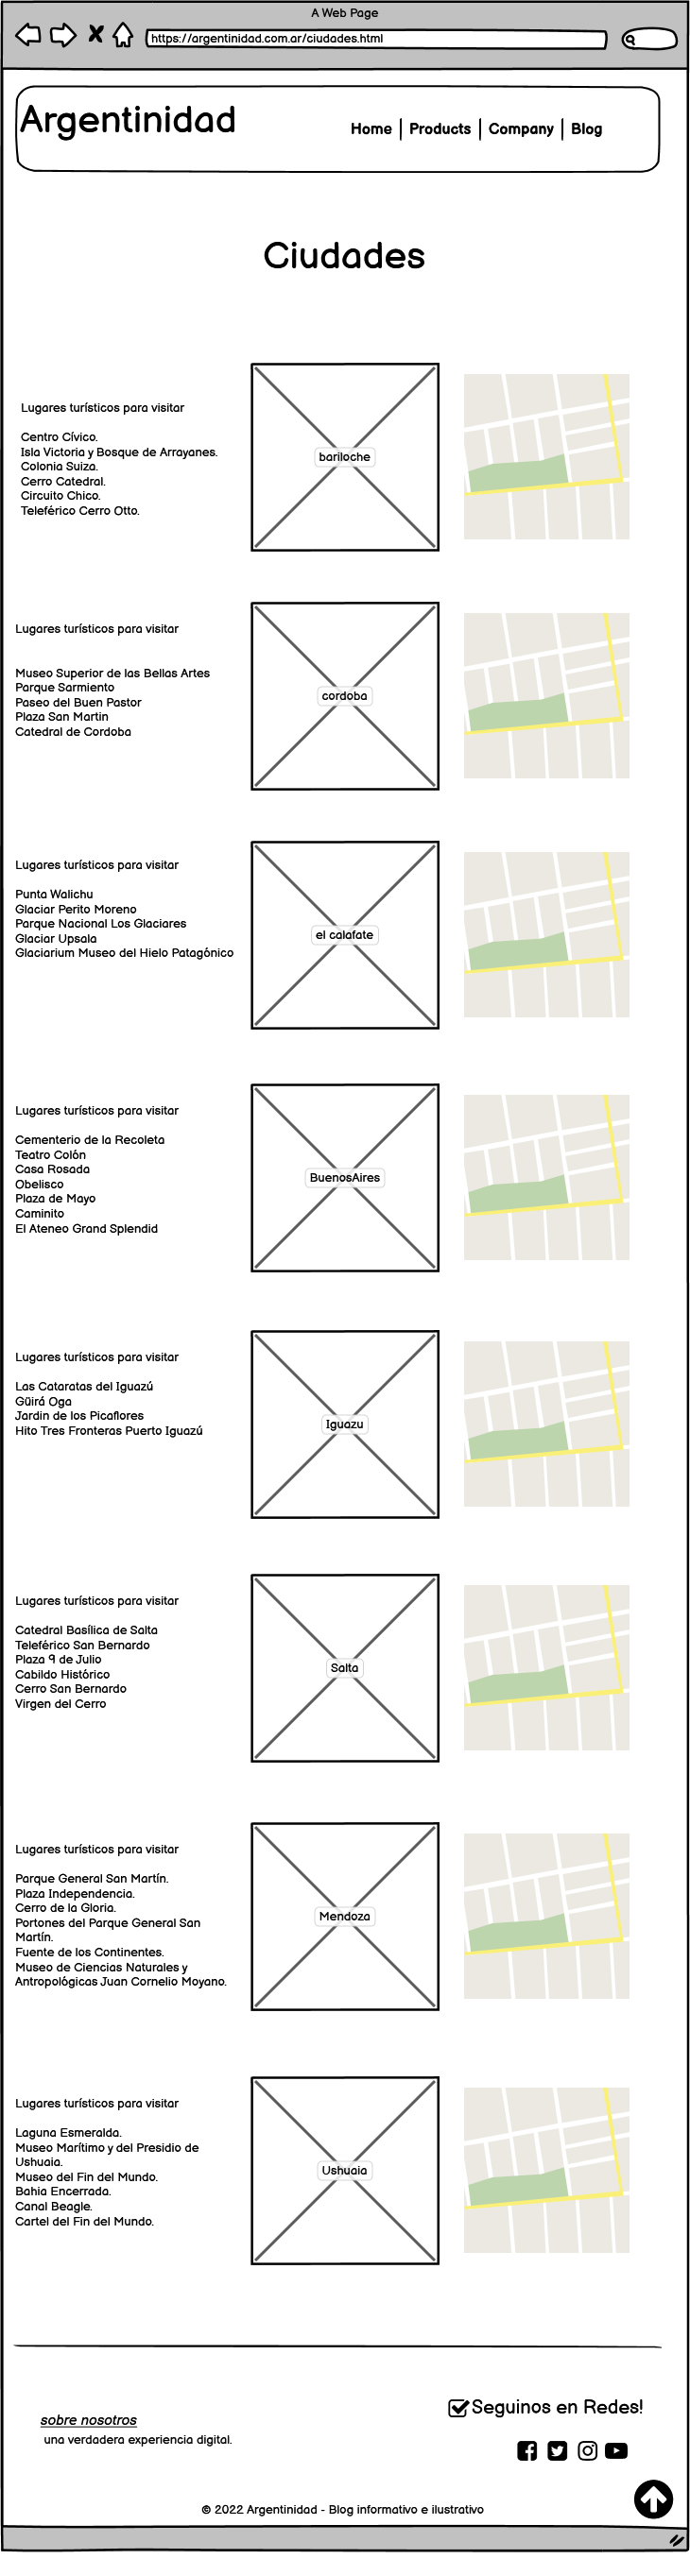 A Web Page
https://argentinidad.com.ar/ciudades.html
Argentinidad
Home | Products | Company | Blog
Ciudades
Lugares turísticos para visitar
Centro Cívico.
Isla Victoria y Bosque de Arrayanes.
Colonia Suiza.
Cerro Catedral.
Circuito Chico.
Teleférico Cerro Otto.
bariloche
Lugares turísticos para visitar
Museo Superior de las Bellas Artes
Parque Sarmiento
Paseo del Buen Pastor
Plaza San Martin
Catedral de Cordoba
cordoba
Lugares turísticos para visitar
Punta Walichu
Glaciar Perito Moreno
Parque Nacional Los Glaciares
Glaciar Upsala
Glaciarium Museo del Hielo Patagónico
el calafate
Lugares turísticos para visitar
Cementerio de la Recoleta
Teatro Colón
Casa Rosada
Obelisco
Plaza de Mayo
Caminito
El Ateneo Grand Splendid
BuenosAires
Lugares turísticos para visitar
Las Cataratas del Iguazú
Güirá Oga
Jardin de los Picaflores
Hito Tres Fronteras Puerto Iguazú
Iguazu
Lugares turísticos para visitar
Catedral Basílica de Salta
Teleférico San Bernardo
Plaza 9 de Julio
Cabildo Histórico
Cerro San Bernardo
Virgen del Cerro
Salta
Lugares turísticos para visitar
Parque General San Martín.
Plaza Independencia.
Cerro de la Gloria.
Portones del Parque General San
Martín.
Fuente de los Continentes.
Museo de Ciencias Naturales y
Antropológicas Juan Cornelio Moyano.
Mendoza
Lugares turísticos para visitar
Laguna Esmeralda.
Museo Marítimo y del Presidio de
Ushuaia.
Museo del Fin del Mundo.
Bahia Encerrada.
Canal Beagle.
Cartel del Fin del Mundo.
Ushuaia
Seguinos en Redes!
sobre nosotros
una verdadera experiencia digital.
© 2022 Argentinidad - Blog informativo e ilustrativo